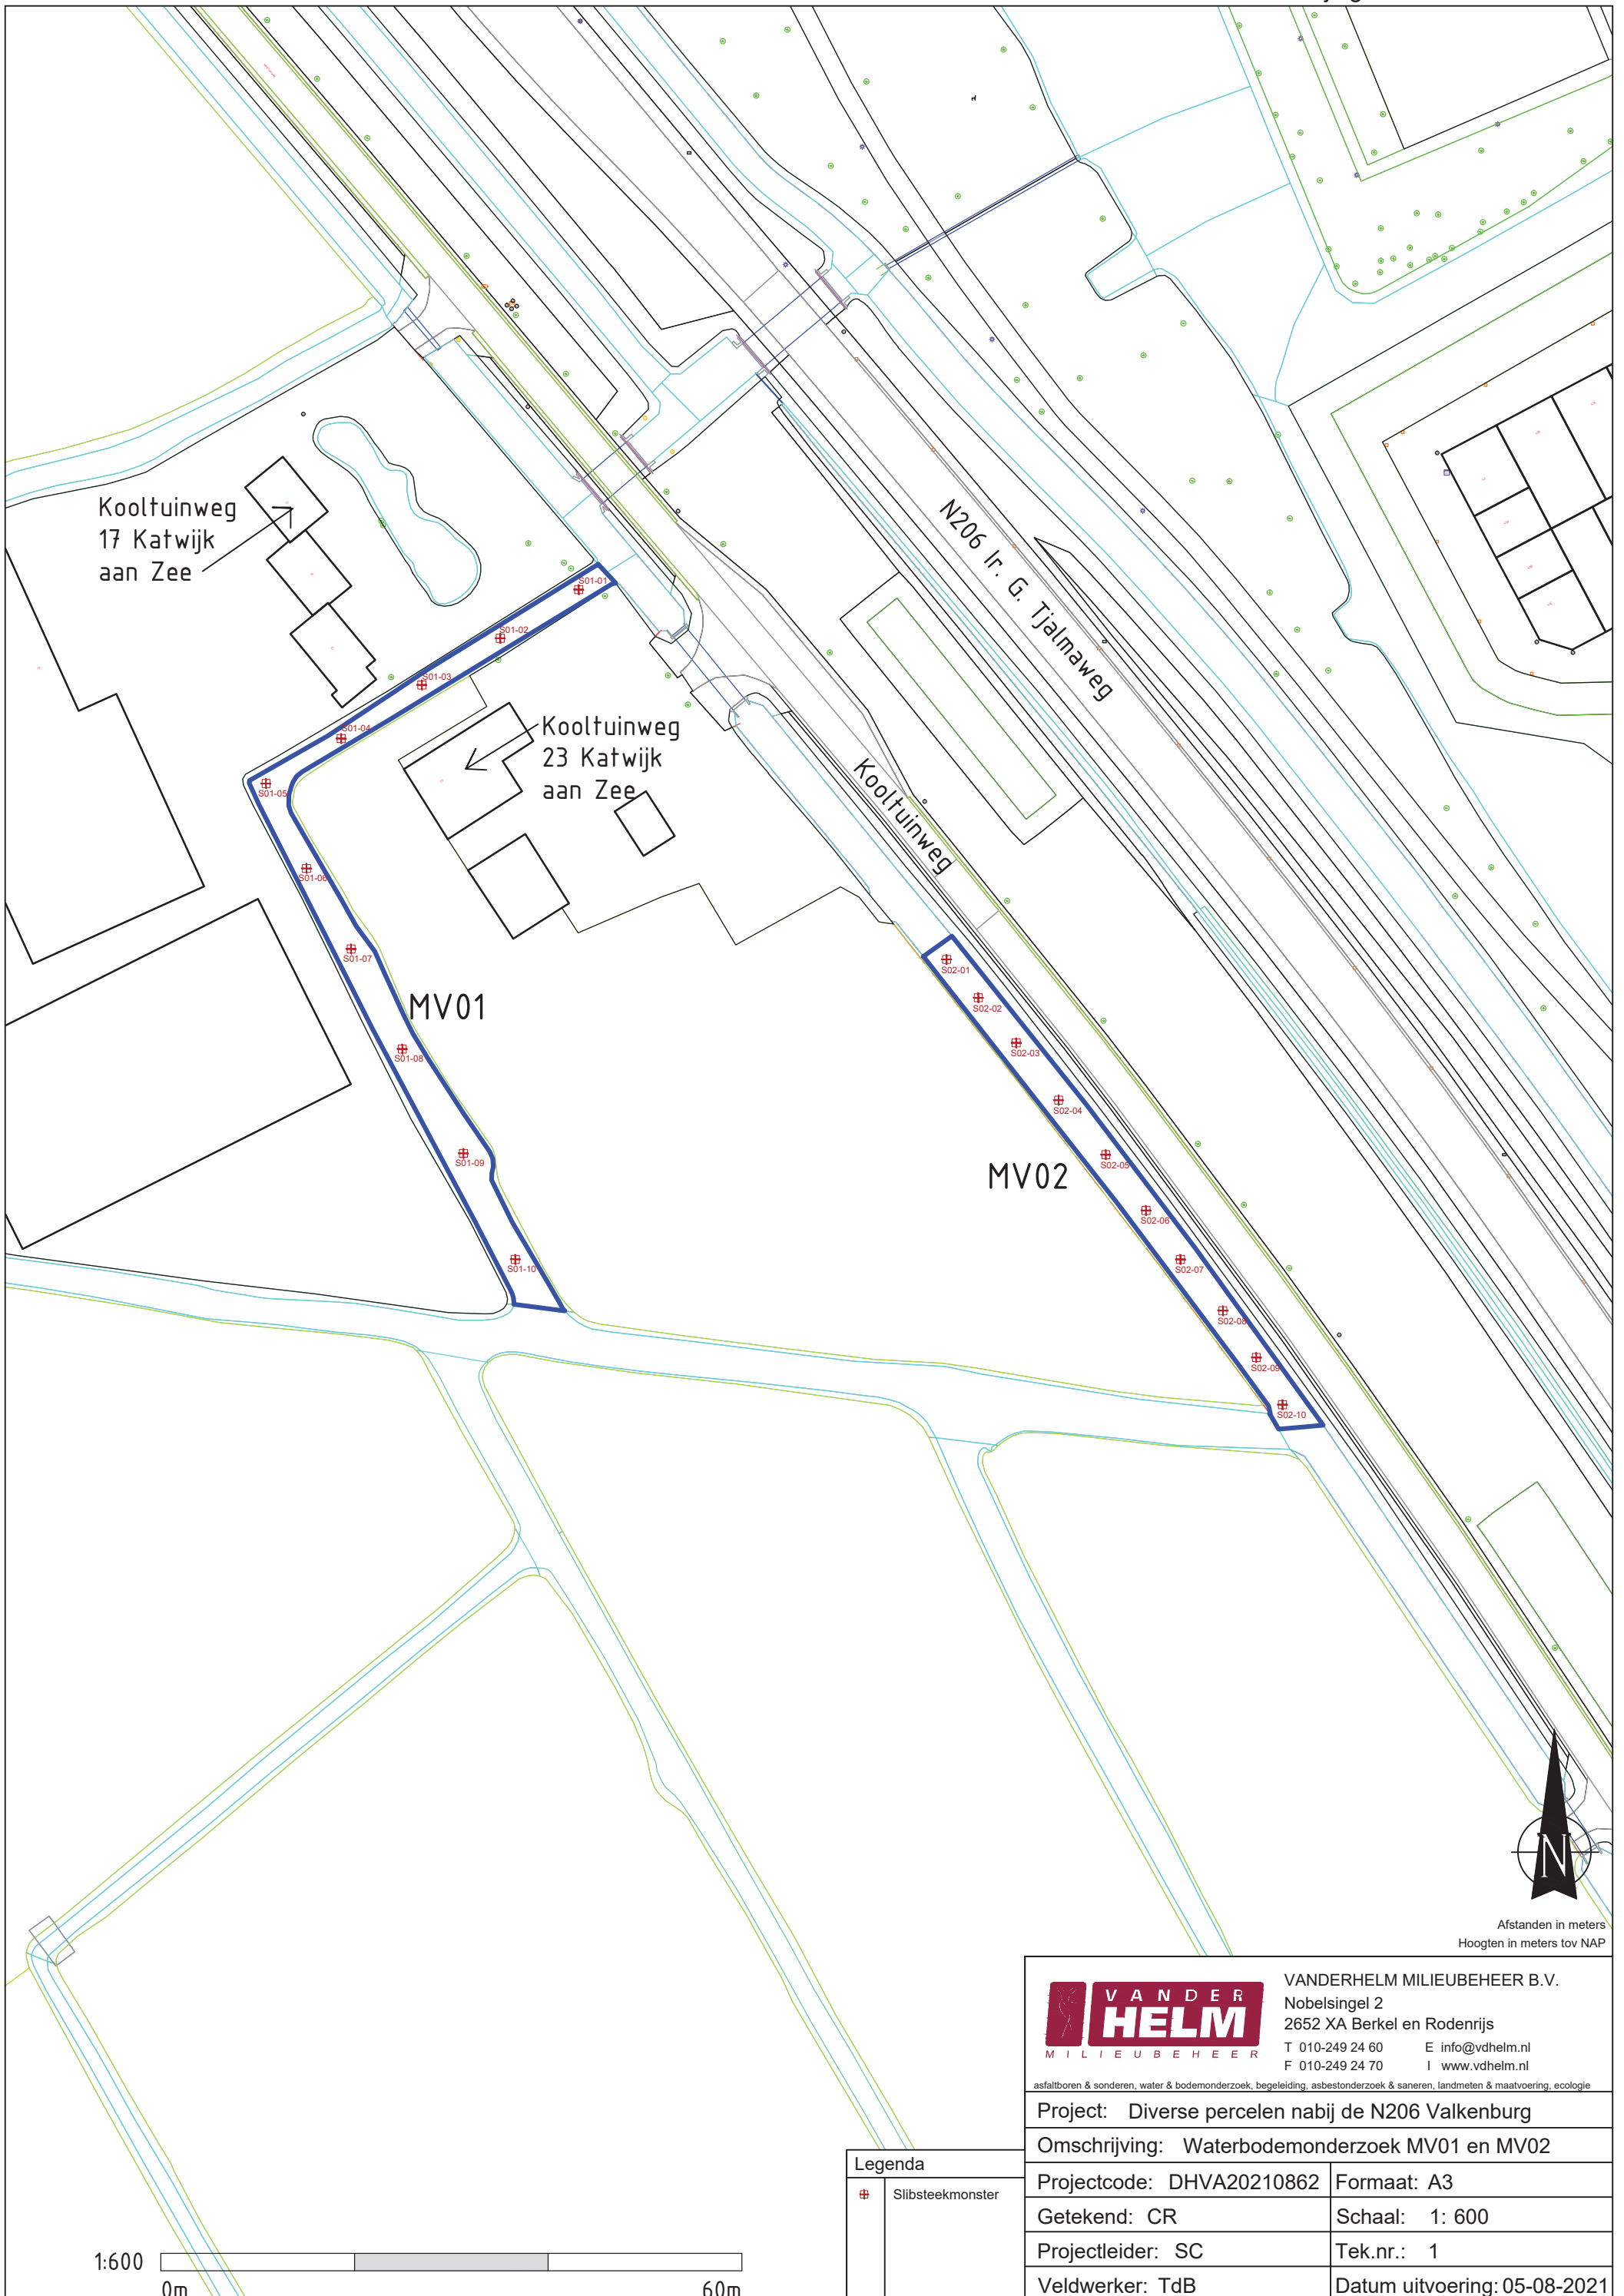 Kooltuinweg
17 Katwijk
aan Zee
N206 Ir. G. Tjalmaweg
S01-01
S01-02
S01-03
S01-04
S01-05
S01-06
S01-07
S01-08
S01-09
S01-10
Kooltuinweg
23 Katwijk
aan Zee
Kooltuinweg
MV01
S02-01
S02-02
S02-03
S02-04
S02-05
S02-06
S02-07
S02-08
S02-09
S02-10
MV02
N
Afstanden in meters
Hoogten in meters tov NAP
VANDER
HELM
MILIEUBEHEER
VANDERHELM MILIEUBEHEER B.V.
Nobelsingel 2
2652 XA Berkel en Rodenrijs
T 010-249 24 60 E info@vdhelm.nl
F 010-249 24 70 I www.vdhelm.nl
asfaltboren & sonderen, water & bodemonderzoek, begeleiding, asbestonderzoek & saneren, landmeten & maatvoering, ecologie
Project: Diverse percelen nabij de N206 Valkenburg
Omschrijving: Waterbodemonderzoek MV01 en MV02
Projectcode: DHVA20210862 Formaat: A3
Getekend: CR Schaal: 1: 600
Projectleider: SC Tek.nr.: 1
Veldwerker: TdB Datum uitvoering: 05-08-2021
Legenda
Slibsteekmonster
1:600
0m 60m